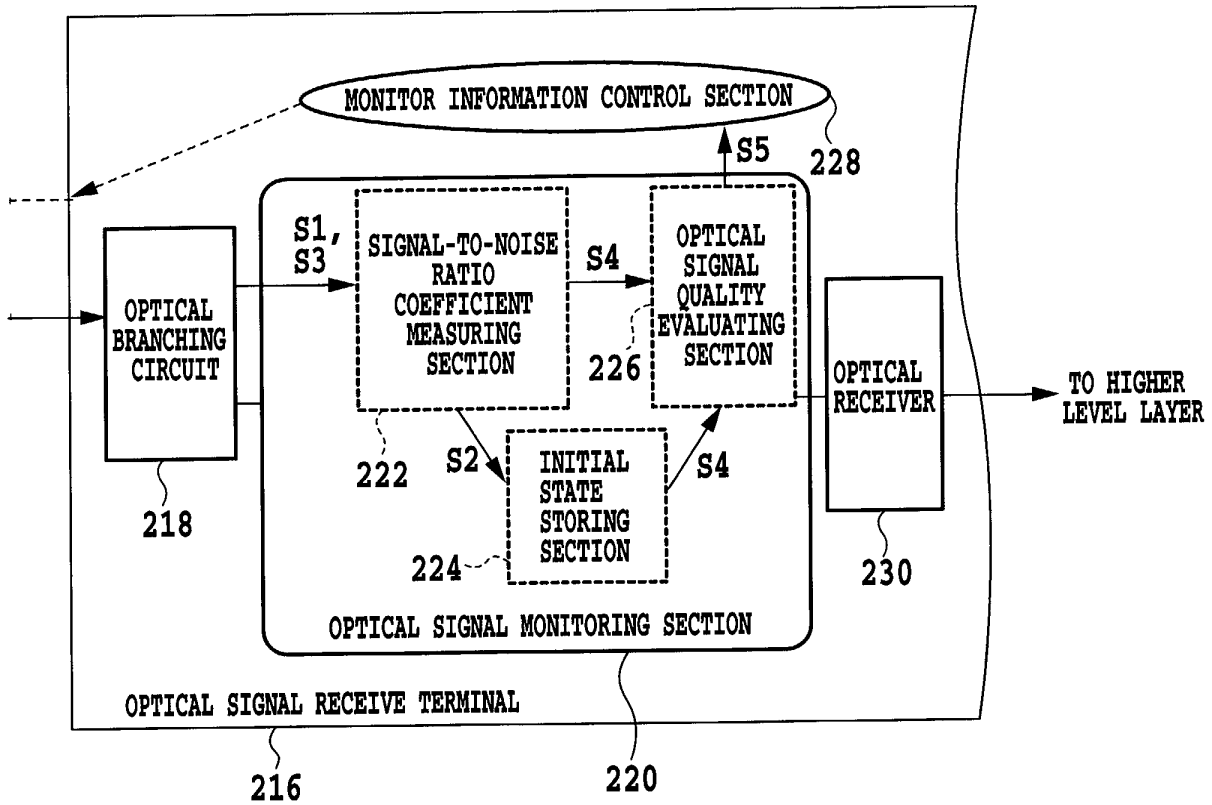 MONITOR INFORMATION CONTROL SECTION
228
S5
S1,
S3
SIGNAL-TO-NOISE
RATIO
COEFFICIENT
MEASURING
SECTION
222
S4
OPTICAL
SIGNAL
QUALITY
EVALUATING
SECTION
226
OPTICAL
BRANCHING
CIRCUIT
218
S2
INITIAL
STATE
STORING
SECTION
224
S4
OPTICAL
RECEIVER
230
TO HIGHER
LEVEL LAYER
OPTICAL SIGNAL MONITORING SECTION
220
OPTICAL SIGNAL RECEIVE TERMINAL
216